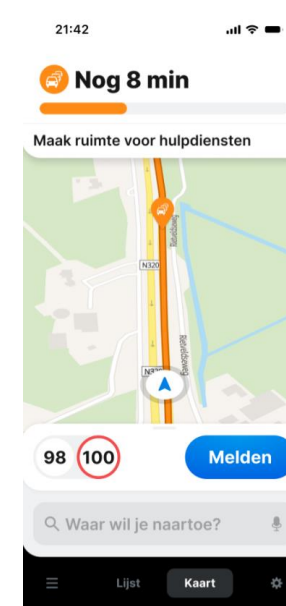 21:42
Nog 8 min
Maak ruimte voor hulpdiensten
N320
Retseldseweg
98 100
Melden
Waar wil je naartoe?
Lijst Kaart